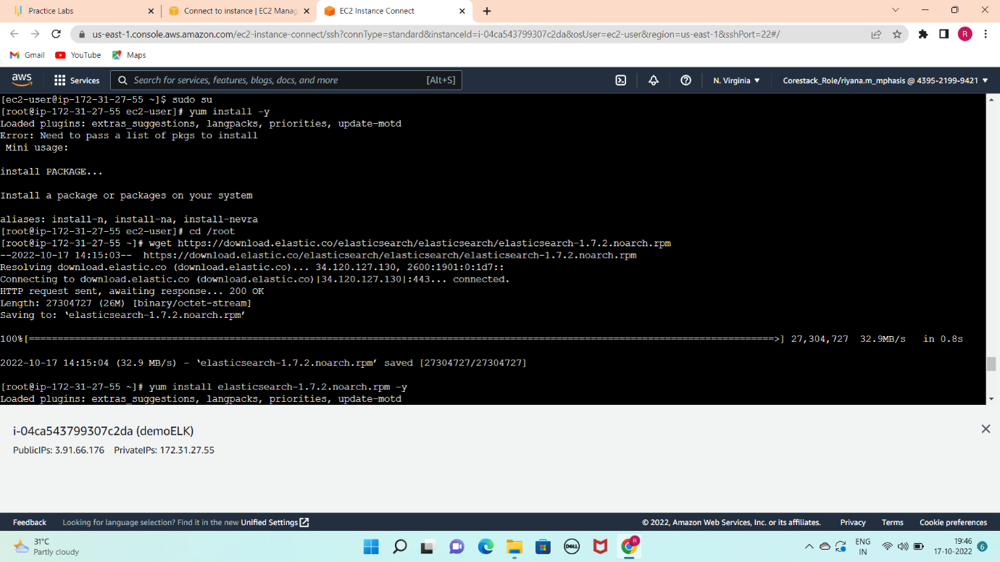 Practice Labs
Connect to instance | EC2 Manag
EC2 Instance Connect
us-east-1.console.aws.amazon.com/ec2-instance-connect/ssh?connType=standard&instanceId=i-04ca543799307c2da&osUser=ec2-user&region=us-east-1&sshPort=22#/
R
Gmail
YouTube
Maps
aws
Services
Search for services, features, blogs, docs, and more
[Alt+S]
N. Virginia
Corestack_Role/riyana.m_mphasis @ 4395-2199-9421
[ec2-user@ip-172-31-27-55 ~]$ sudo su
[root@ip-172-31-27-55 ec2-user]# yum install -y
Loaded plugins: extras_suggestions, langpacks, priorities, update-motd
Error: Need to pass a list of pkgs to install
 Mini usage:
install PACKAGE...
Install a package or packages on your system
aliases: install-n, install-na, install-nevra
[root@ip-172-31-27-55 ec2-user]# cd /root
[root@ip-172-31-27-55 ~]# wget https://download.elastic.co/elasticsearch/elasticsearch/elasticsearch-1.7.2.noarch.rpm
--2022-10-17 14:15:03--  https://download.elastic.co/elasticsearch/elasticsearch/elasticsearch-1.7.2.noarch.rpm
Resolving download.elastic.co (download.elastic.co)... 34.120.127.130, 2600:1901:0:1d7::
Connecting to download.elastic.co (download.elastic.co)|34.120.127.130|:443... connected.
HTTP request sent, awaiting response... 200 OK
Length: 27304727 (26M) [binary/octet-stream]
Saving to: ‘elasticsearch-1.7.2.noarch.rpm’
100%[==================================================================================================================================>] 27,304,727  32.9MB/s   in 0.8s
2022-10-17 14:15:04 (32.9 MB/s) - ‘elasticsearch-1.7.2.noarch.rpm’ saved [27304727/27304727]
[root@ip-172-31-27-55 ~]# yum install elasticsearch-1.7.2.noarch.rpm -y
Loaded plugins: extras_suggestions, langpacks, priorities, update-motd
i-04ca543799307c2da (demoELK)
PublicIPs: 3.91.66.176 PrivateIPs: 172.31.27.55
Feedback
Looking for language selection? Find it in the new Unified Settings
© 2022, Amazon Web Services, Inc. or its affiliates.
Privacy
Terms
Cookie preferences
31°C
Partly cloudy
DELL
R
ENG
IN
19:46
17-10-2022
6